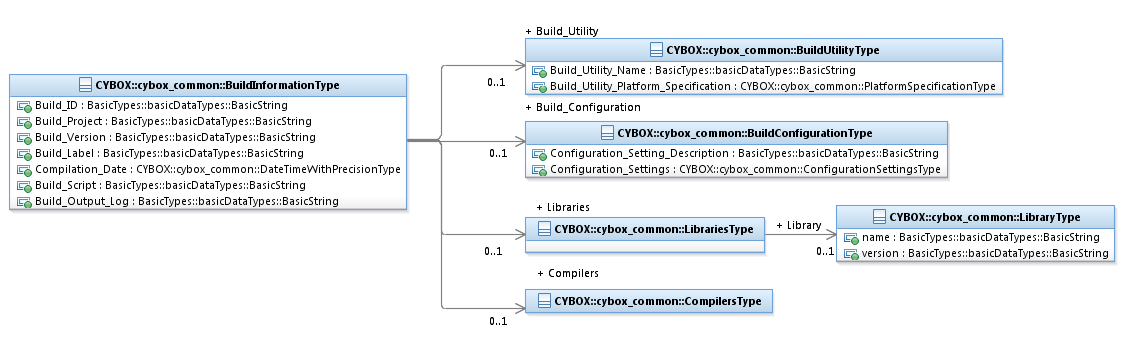 CYBOX::cybox_common::BuildInformationType
Build_ID : BasicTypes::basicDataTypes::BasicString
Build_Project : BasicTypes::basicDataTypes::BasicString
Build_Version : BasicTypes::basicDataTypes::BasicString
Build_Label : BasicTypes::basicDataTypes::BasicString
Compilation_Date : CYBOX::cybox_common::DateTimeWithPrecisionType
Build_Script : BasicTypes::basicDataTypes::BasicString
Build_Output_Log : BasicTypes::basicDataTypes::BasicString
+ Build_Utility
0..1
CYBOX::cybox_common::BuildUtilityType
Build_Utility_Name : BasicTypes::basicDataTypes::BasicString
Build_Utility_Platform_Specification : CYBOX::cybox_common::PlatformSpecificationType
+ Build_Configuration
0..1
CYBOX::cybox_common::BuildConfigurationType
Configuration_Setting_Description : BasicTypes::basicDataTypes::BasicString
Configuration_Settings : CYBOX::cybox_common::ConfigurationSettingsType
+ Libraries
0..1
CYBOX::cybox_common::LibrariesType
+ Library
0..1
CYBOX::cybox_common::LibraryType
name : BasicTypes::basicDataTypes::BasicString
version : BasicTypes::basicDataTypes::BasicString
+ Compilers
0..1
CYBOX::cybox_common::CompilersType